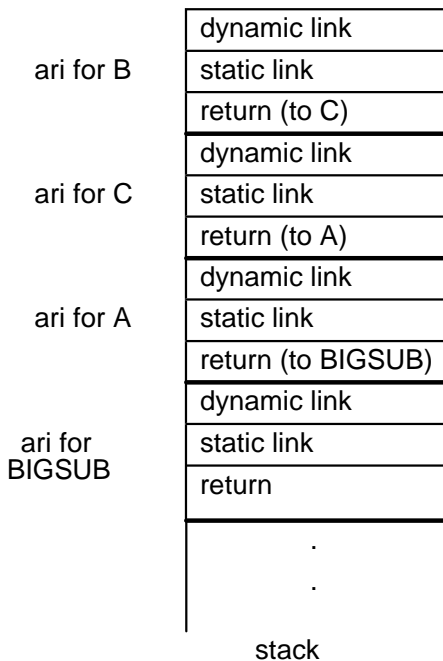 dynamic link
ari for B
static link
return (to C)
dynamic link
ari for C
static link
return (to A)
dynamic link
ari for A
static link
return (to BIGSUB)
dynamic link
ari for
BIGSUB
static link
return
.
.
stack